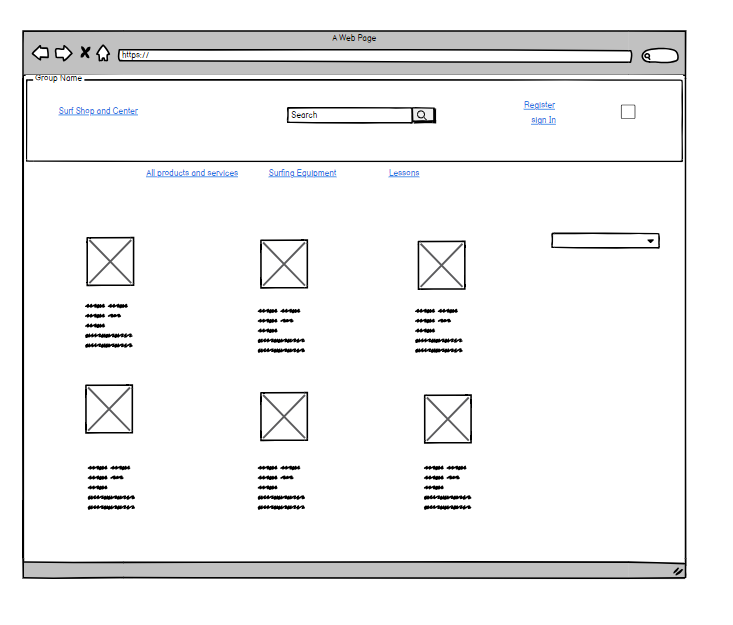 A Web Page
https://
Group Name
Surf Shop and Center
Search
Register
sign In
All products and services
Surfing Equipment
Lessons